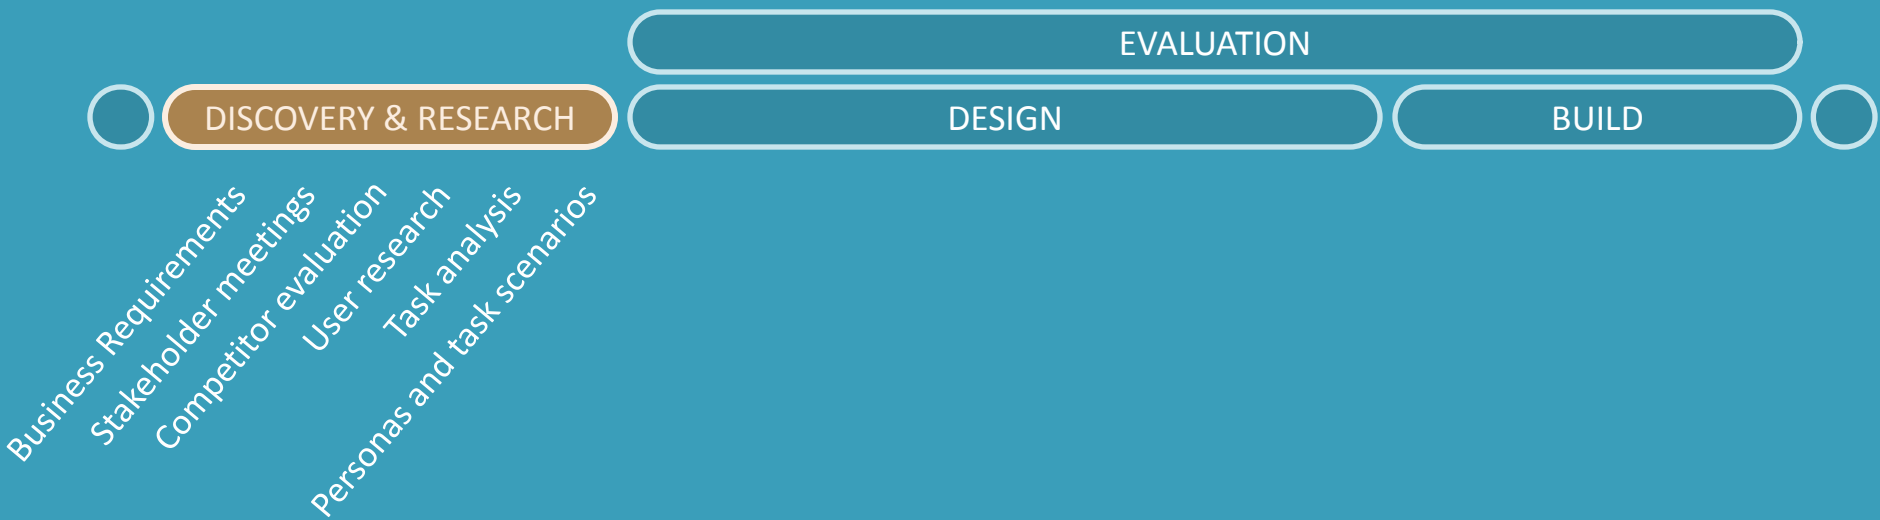 EVALUATION
DISCOVERY & RESEARCH
DESIGN
BUILD
Business Requirements
Stakeholder meetings
Competitor evaluation
User research
Task analysis
Personas and task scenarios